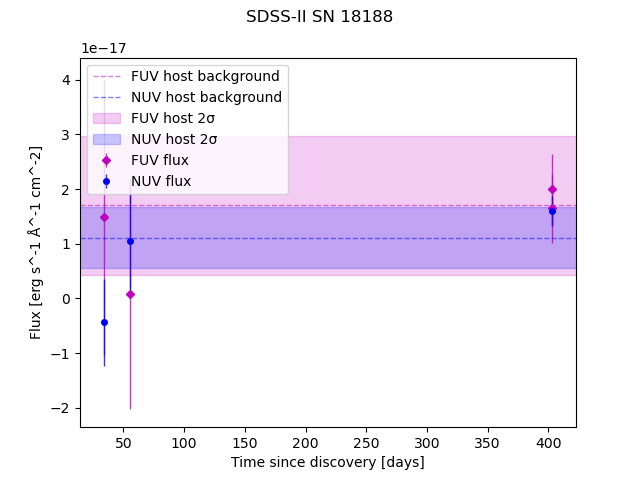 SDSS-II SN 18188
1e−17
FUV host background
NUV host background
FUV host 2σ
NUV host 2σ
FUV flux
NUV flux
4
3
2
1
0
−1
−2
Flux [erg s^-1 Å^-1 cm^-2]
50
100
150
200
250
300
350
400
Time since discovery [days]